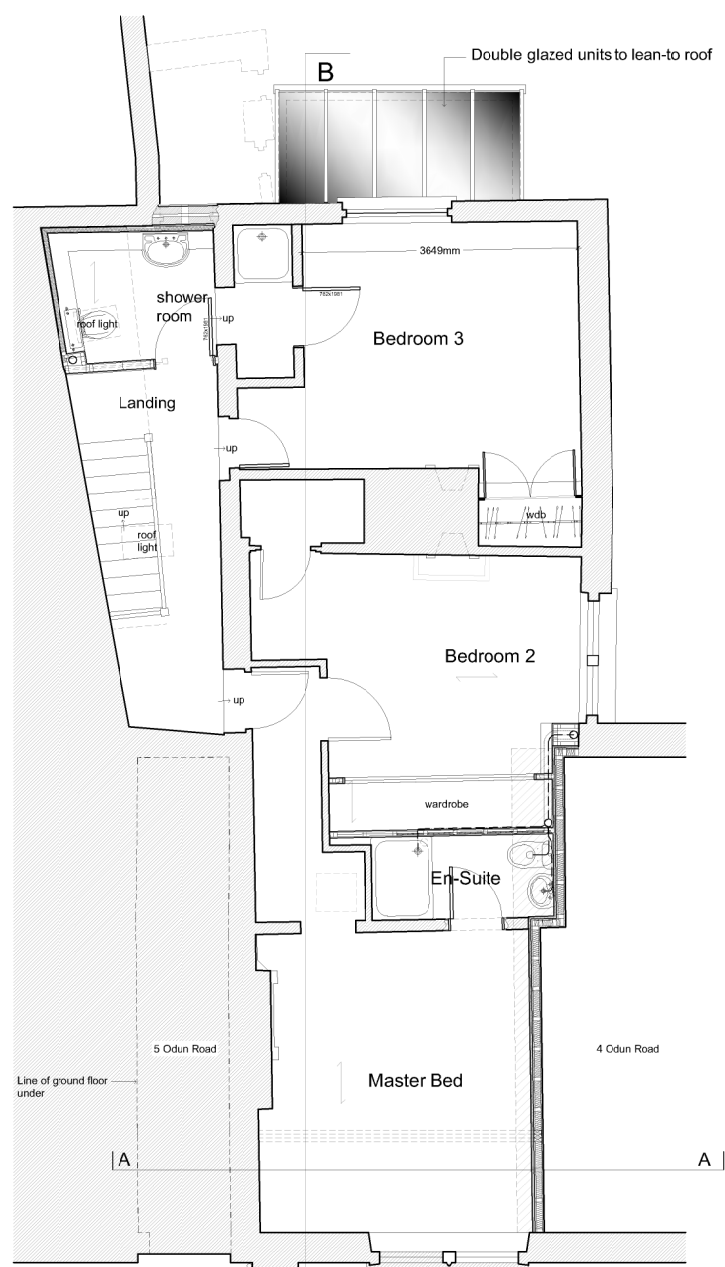 Double glazed units to lean-to roof
B
3649mm
shower
room
roof light
762x1981
up
762x1981
Bedroom 3
Landing
up
wdb
up
roof
light
Bedroom 2
up
wardrobe
En-Suite
5 Odun Road
4 Odun Road
Line of ground floor
under
Master Bed
A
A